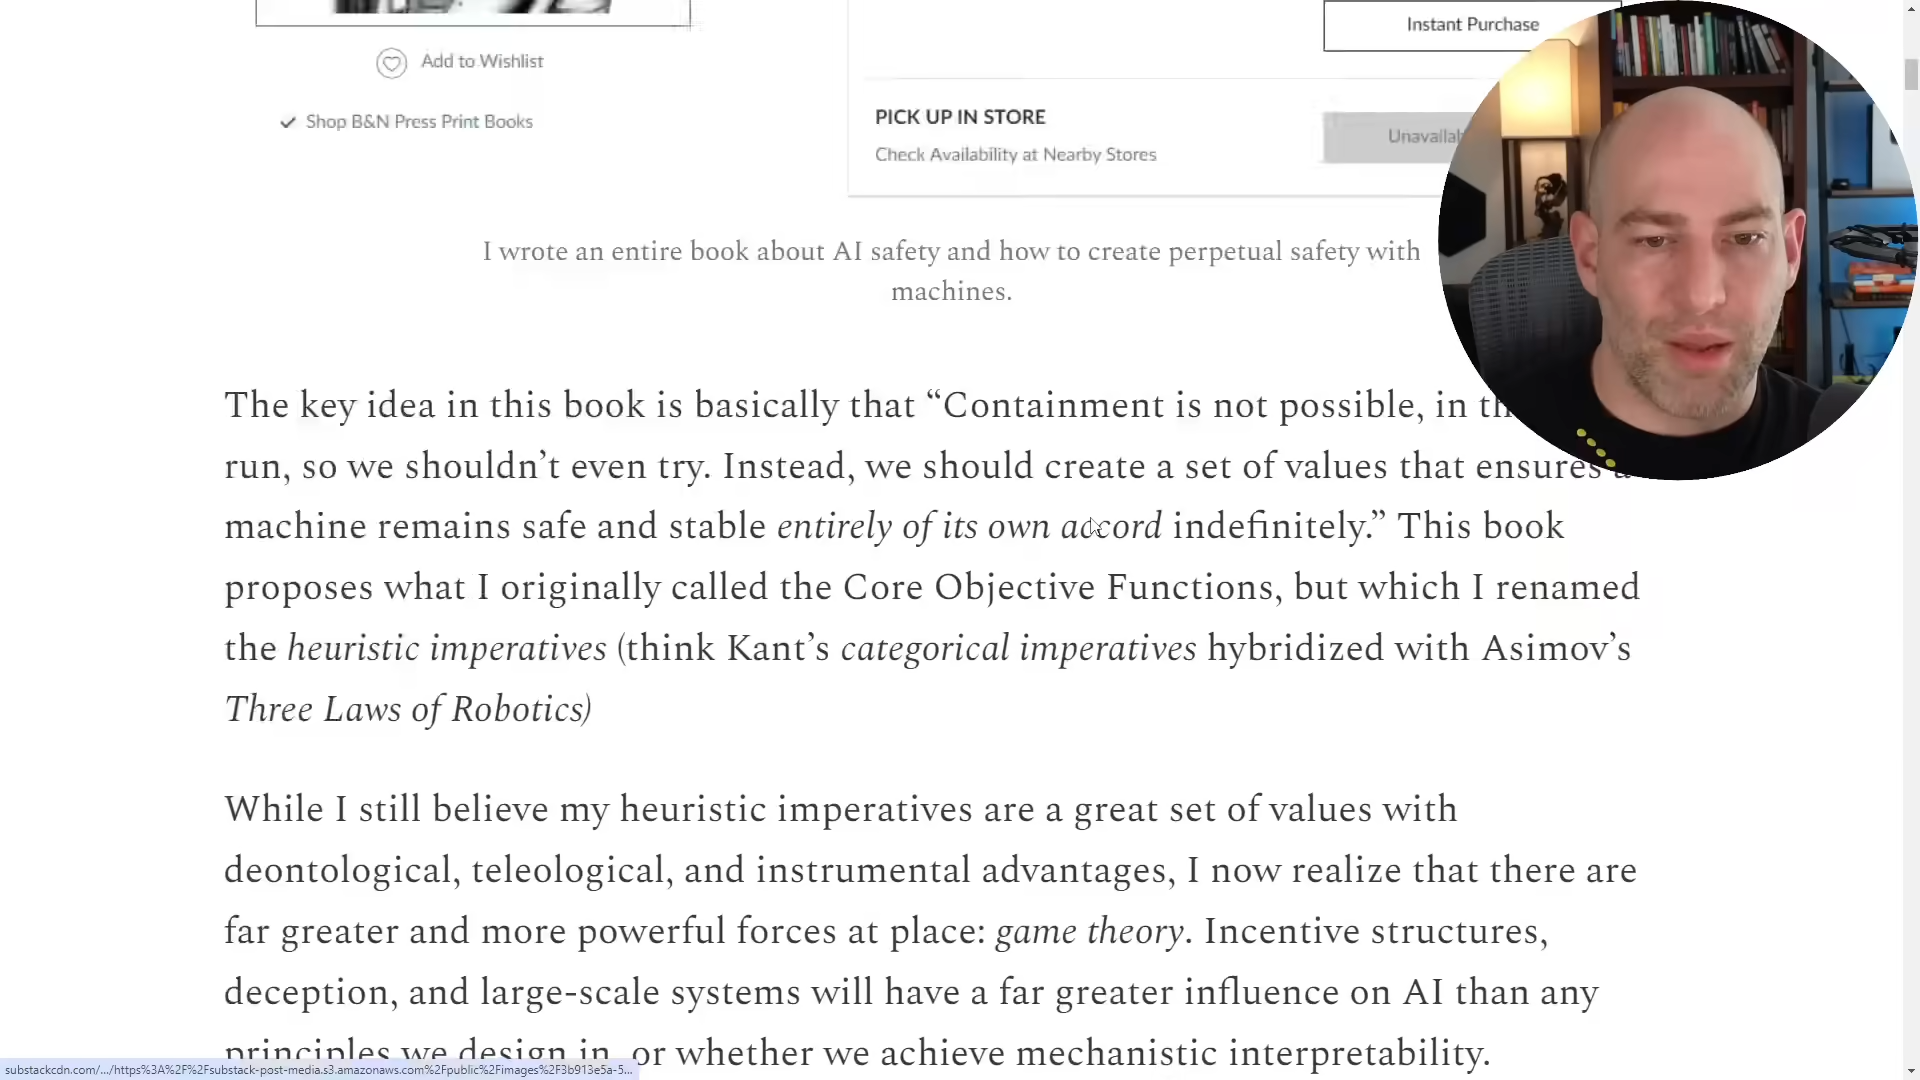 Instant Purchase
Add to Wishlist
PICK UP IN STORE
Shop B&N Press Print Books
Check Availability at Nearby Stores
I wrote an entire book about AI safety and how to create perpetual safety with
machines.
The key idea in this book is basically that “Containment is not possible, in
run, so we shouldn’t even try. Instead, we should create a set of values that ensures
machine remains safe and stable entirely of its own accord indefinitely.” This book
proposes what I originally called the Core Objective Functions, but which I renamed
the heuristic imperatives (think Kant’s categorical imperatives hybridized with Asimov’s
Three Laws of Robotics)
While I still believe my heuristic imperatives are a great set of values with
deontological, teleological, and instrumental advantages, I now realize that there are
far greater and more powerful forces at place: game theory. Incentive structures,
deception, and large-scale systems will have a far greater influence on AI than any
principles we design in, or whether we achieve mechanistic interpretability.
substackcdn.com/.../https%3A%2F%2Fsubstack-post-media.s3.amazonaws.com%2Fpublic%2Fimages%2F3b913e5a-5...